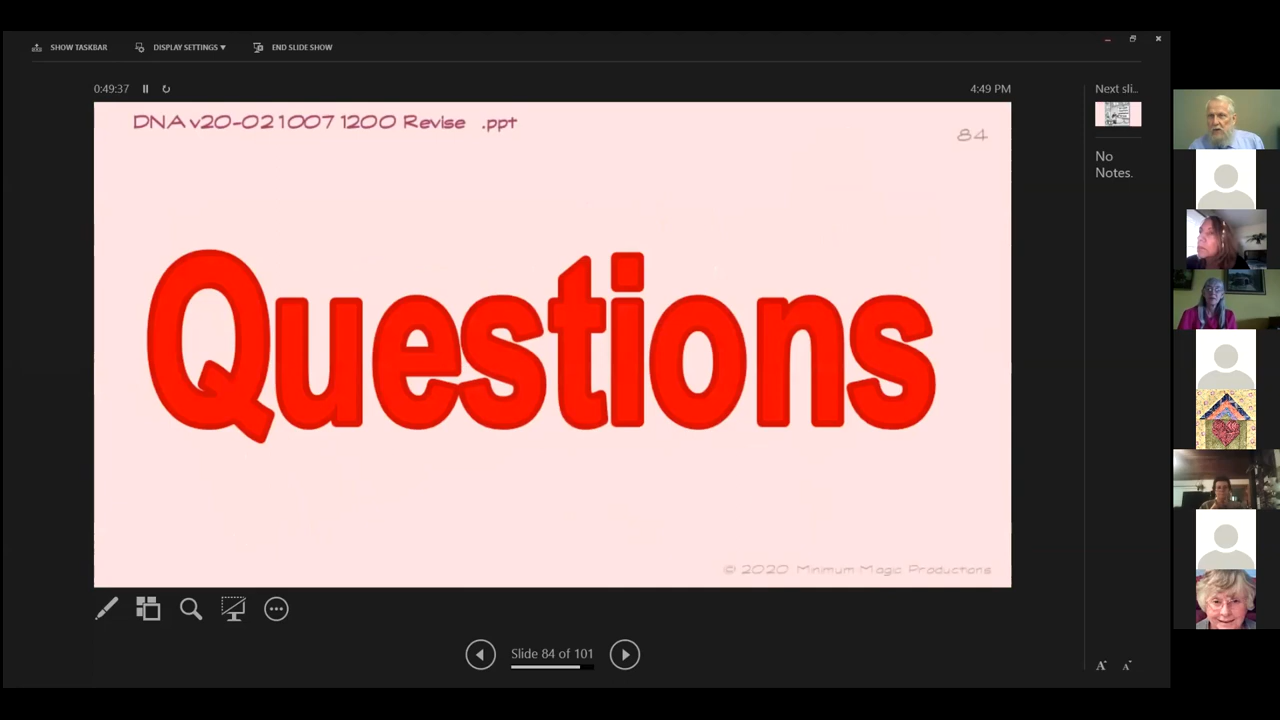 SHOW TASKBAR
DISPLAY SETTINGS ▼
END SLIDE SHOW
0:49:37
4:49 PM
Next sli..
DNA v20-021007 1200 Revise .ppt
84
No
Notes.
Questions
© 2020 Minimum Magic Productions
Slide 84 of 101
A
A